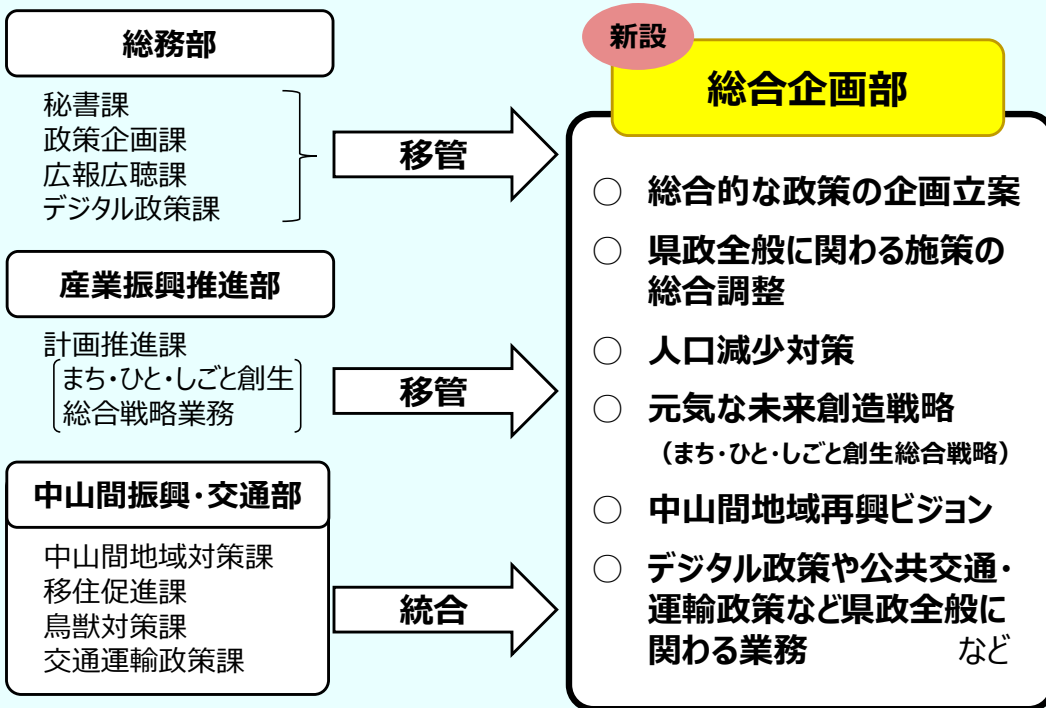 総務部
秘書課
政策企画課
広報広聴課
デジタル政策課
移管
産業振興推進部
計画推進課
まち・ひと・しごと創生
総合戦略業務
移管
中山間振興・交通部
中山間地域対策課
移住促進課
鳥獣対策課
交通運輸政策課
統合
新設
総合企画部
○ 総合的な政策の企画立案
○ 県政全般に関わる施策の
総合調整
○ 人口減少対策
○ 元気な未来創造戦略
（まち・ひと・しごと創生総合戦略）
○ 中山間地域再興ビジョン
○ デジタル政策や公共交通・
運輸政策など県政全般に
関わる業務 など